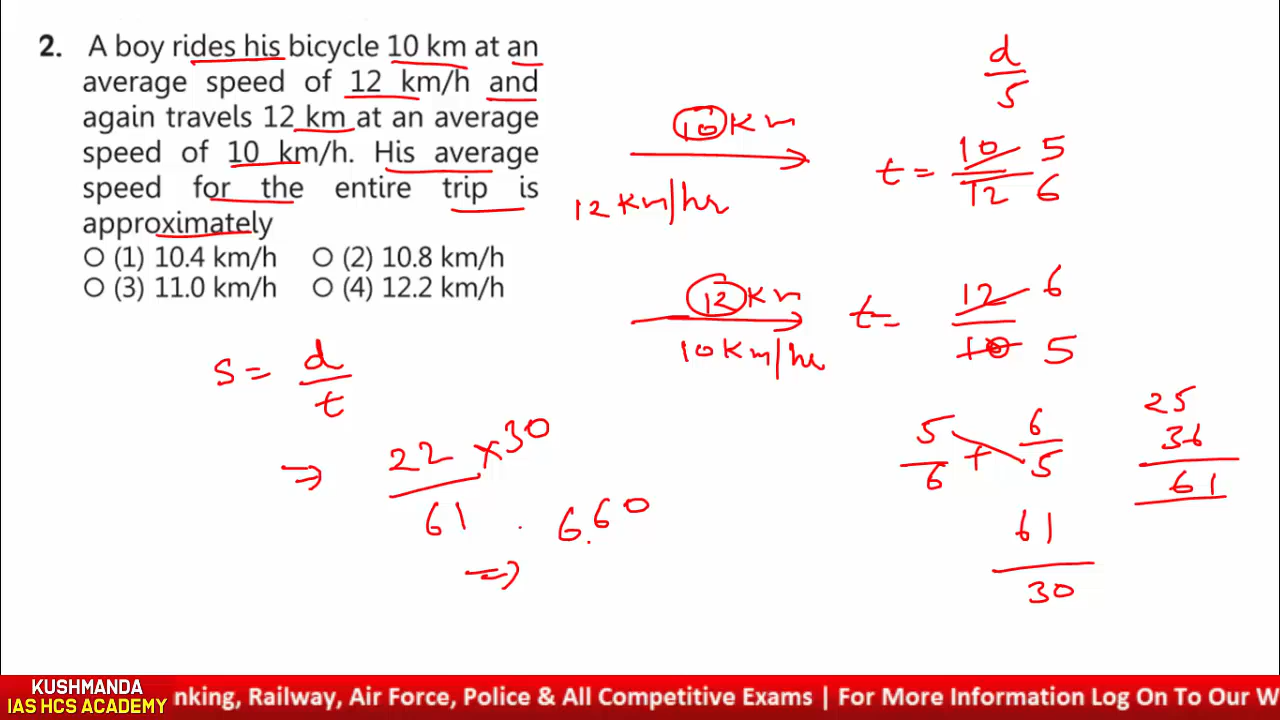 2. A boy rides his bicycle 10 km at an
average speed of 12 km/h and
again travels 12 km at an average
speed of 10 km/h. His average
speed for the entire trip is
approximately
(1) 10.4 km/h (2) 10.8 km/h
(3) 11.0 km/h (4) 12.2 km/h
d
s
10 Km
12 Km/hr
t = 10 5
12 6
12 Km
10 Km/hr
t = 12 6
10 5
s = d
t
⇒ 22 × 30
61
⇒ 660
5 + 6
6 5
61
30
25
36
61
KUSHMANDA
IAS HCS ACADEMY
nking, Railway, Air Force, Police & All Competitive Exams | For More Information Log On To Our W